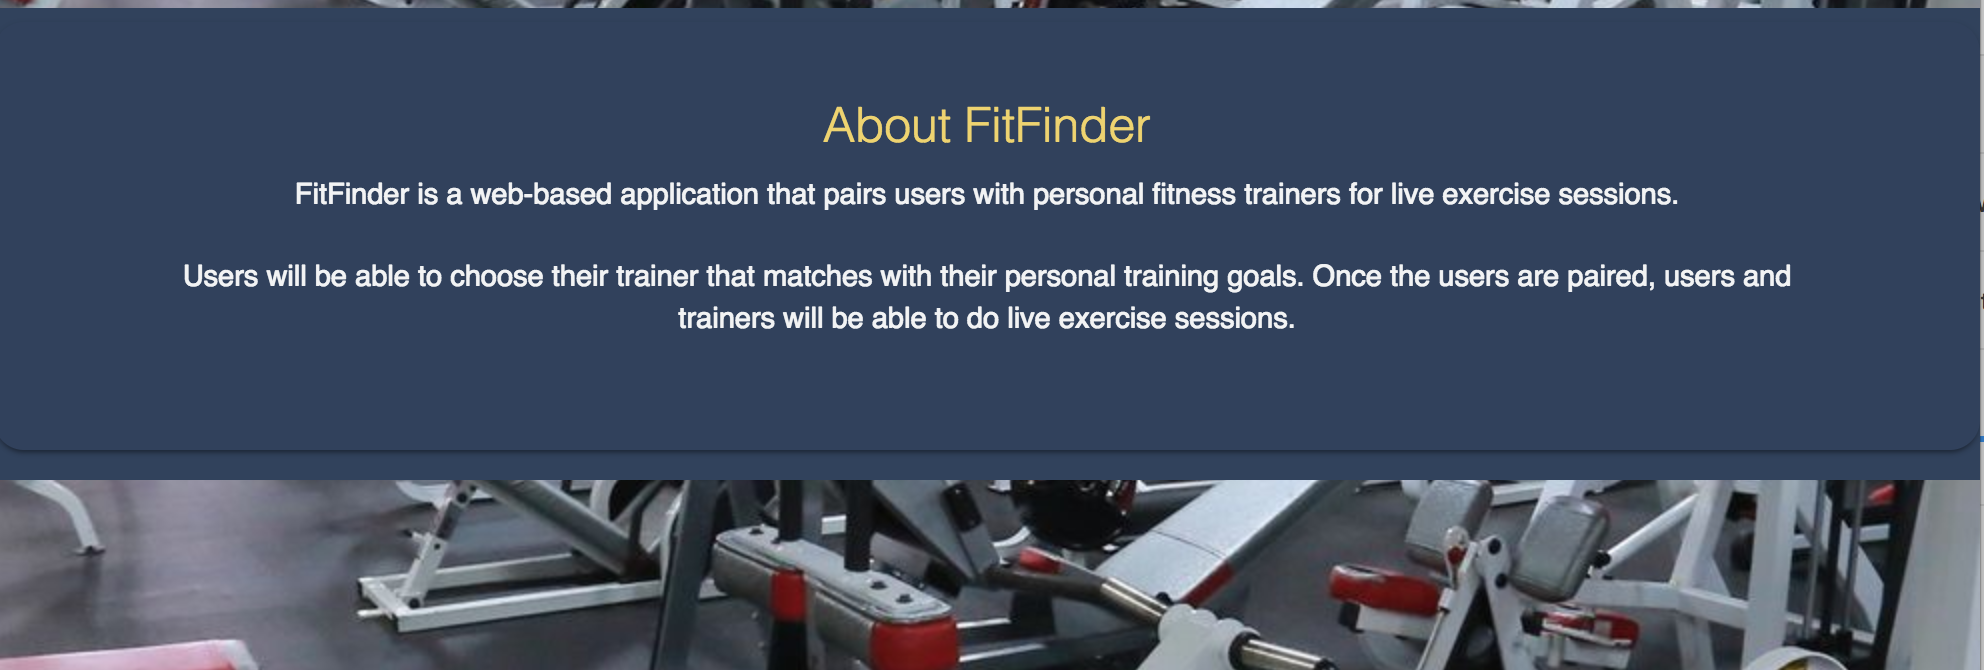 About FitFinder
FitFinder is a web-based application that pairs users with personal fitness trainers for live exercise sessions.
Users will be able to choose their trainer that matches with their personal training goals. Once the users are paired, users and
trainers will be able to do live exercise sessions.